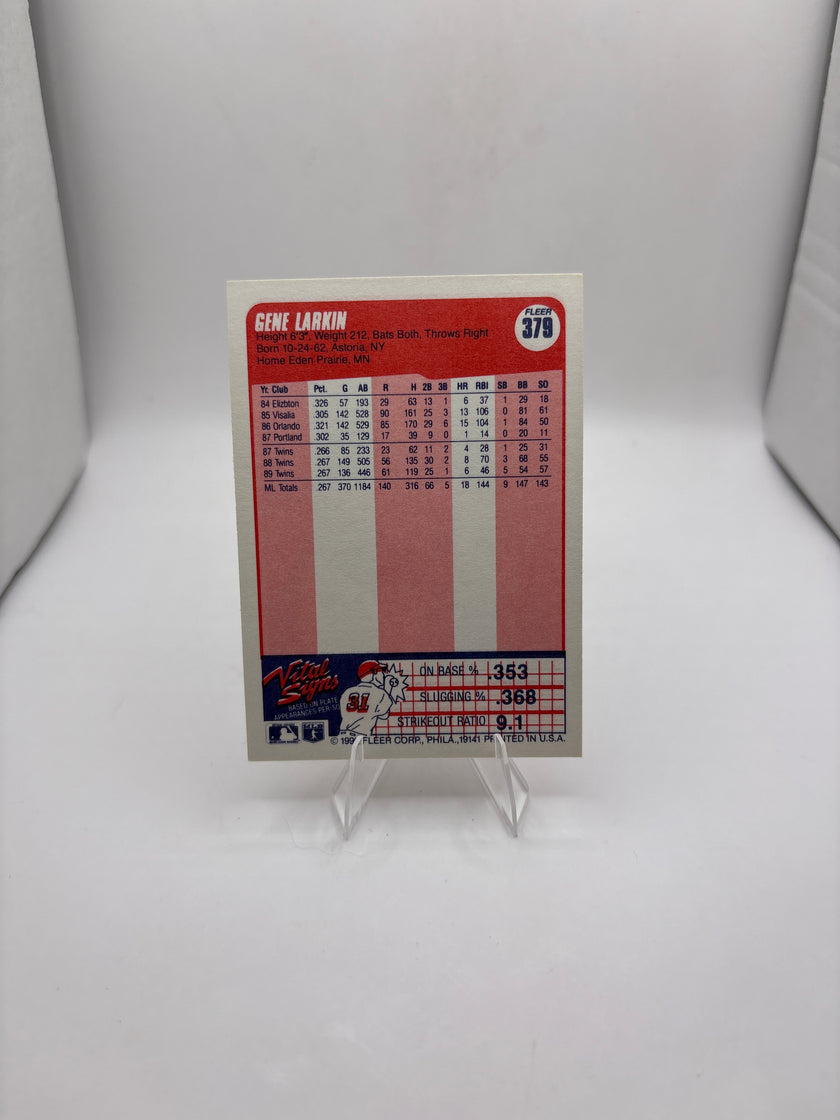 GENE LARKIN
FLEER
379
Height 6'3", Weight 212, Bats Both, Throws Right
Born 10-24-62, Astoria, NY
Home Eden Prairie, MN
Yr. Club Pct. G AB R H 2B 3B HR RBI SB BB SO
84 Elizbton .326 57 193 29 63 13 1 6 37 1 29 18
85 Visalia .305 142 528 90 161 25 3 13 106 0 81 61
86 Orlando .321 142 529 85 170 29 6 15 104 1 84 50
87 Portland .302 35 129 17 39 9 0 1 14 0 20 11
87 Twins .266 85 233 23 62 11 2 4 28 1 25 31
88 Twins .267 149 505 56 135 30 2 8 70 3 68 55
89 Twins .267 136 446 61 119 25 1 6 46 5 54 57
ML Totals .267 370 1184 140 316 66 5 18 144 9 147 143
Vital
Signs
BASED ON PLATE
APPEARANCES PER SO
31
ON BASE % .353
SLUGGING % .368
STRIKEOUT RATIO 9.1
© FLEER CORP., PHILA., 19141 PRINTED IN U.S.A.